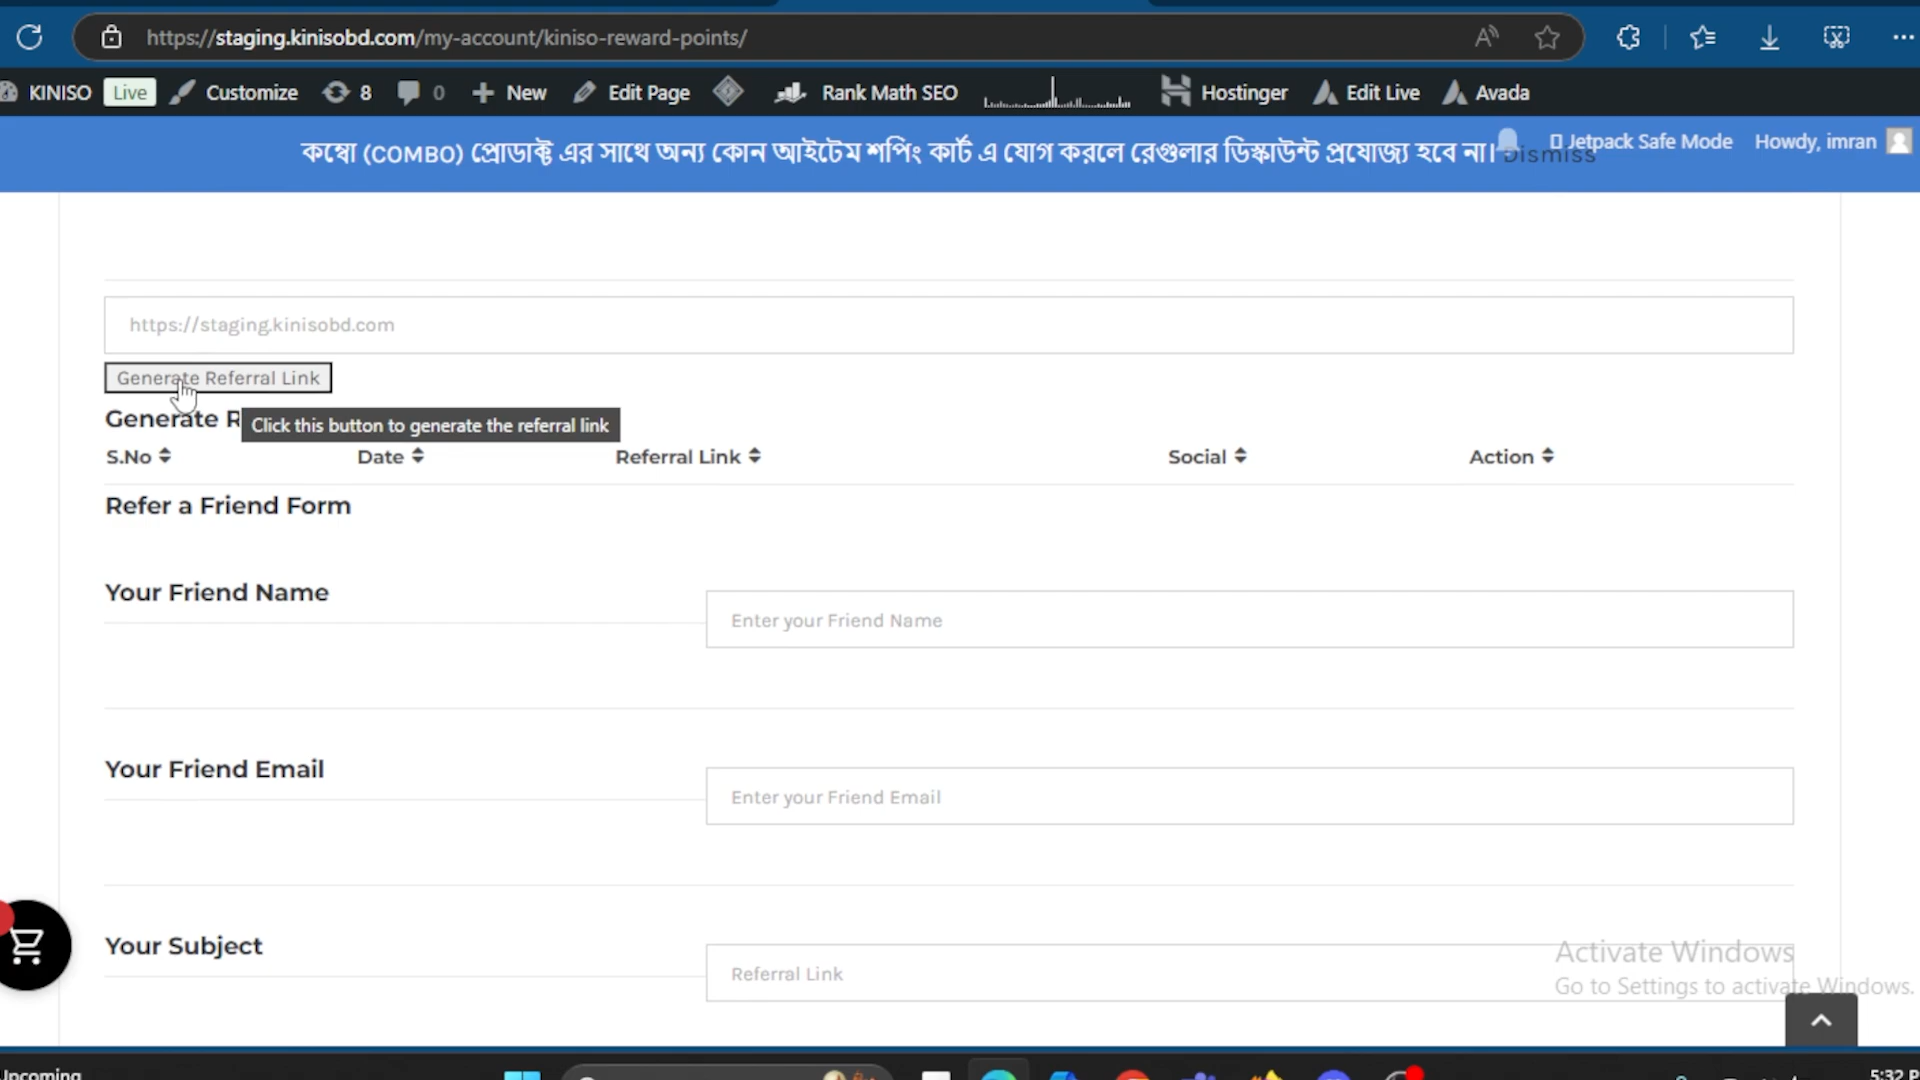 https://staging.kinisobd.com/my-account/kiniso-reward-points/
KINISO Live Customize 8 0 New Edit Page Rank Math SEO Hostinger Edit Live Avada
কম্বো (COMBO) প্রোডাক্ট এর সাথে অন্য কোন আইটেম শপিং কার্ট এ যোগ করলে রেগুলার ডিস্কাউন্ট প্রযোজ্য হবে না। Dismiss
Jetpack Safe Mode Howdy, imran
https://staging.kinisobd.com
Generate Referral Link
Generate R
Click this button to generate the referral link
S.No Date Referral Link Social Action
Refer a Friend Form
Your Friend Name
Enter your Friend Name
Your Friend Email
Enter your Friend Email
Your Subject
Referral Link
Activate Windows
Go to Settings to activate Windows.
Upcoming
5:32 P